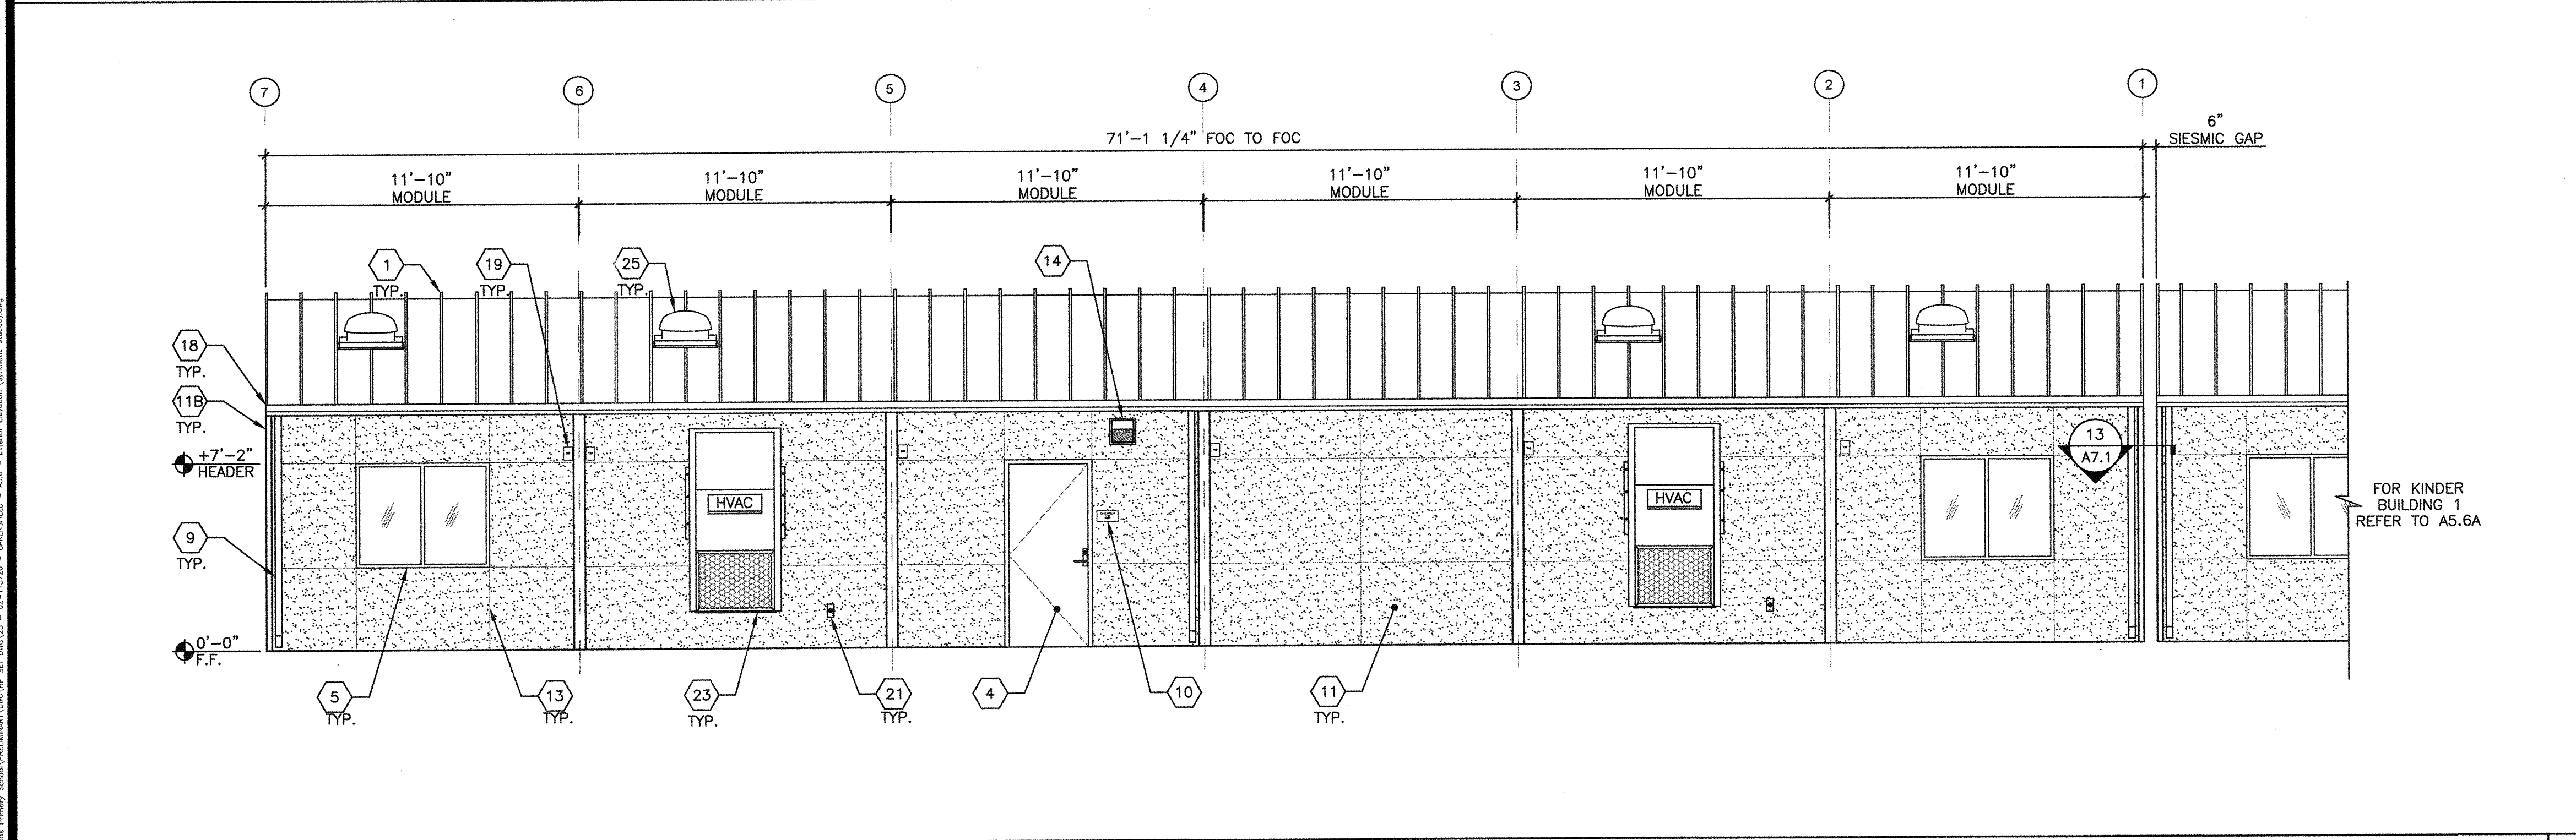 7
6
5
4
3
2
1
71'-1 1/4" FOC TO FOC
6"
SIESMIC GAP
11'-10"
MODULE
11'-10"
MODULE
11'-10"
MODULE
11'-10"
MODULE
11'-10"
MODULE
11'-10"
MODULE
1
TYP.
19
TYP.
25
TYP.
14
18
TYP.
11B
TYP.
+7'-2"
HEADER
9
TYP.
0'-0"
F.F.
HVAC
HVAC
13
A7.1
FOR KINDER
BUILDING 1
REFER TO A5.6A
5
TYP.
13
TYP.
23
TYP.
21
TYP.
4
10
11
TYP.